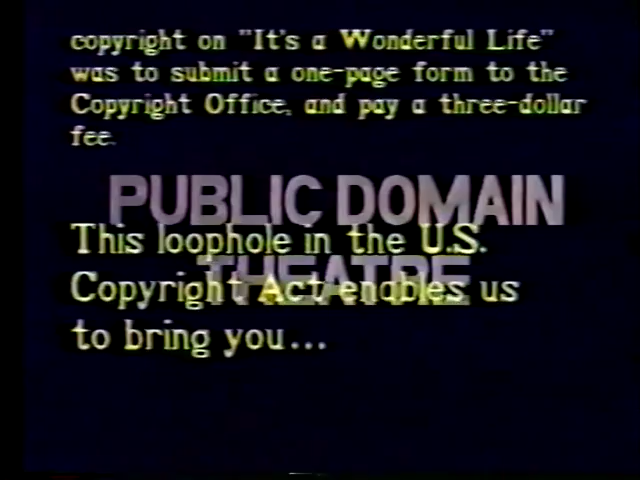 copyright on "It's a Wonderful Life"
was to submit a one-page form to the
Copyright Office, and pay a three-dollar
fee.
PUBLIC DOMAIN
This loophole in the U.S.
THEATRE
Copyright Act enables us
to bring you...